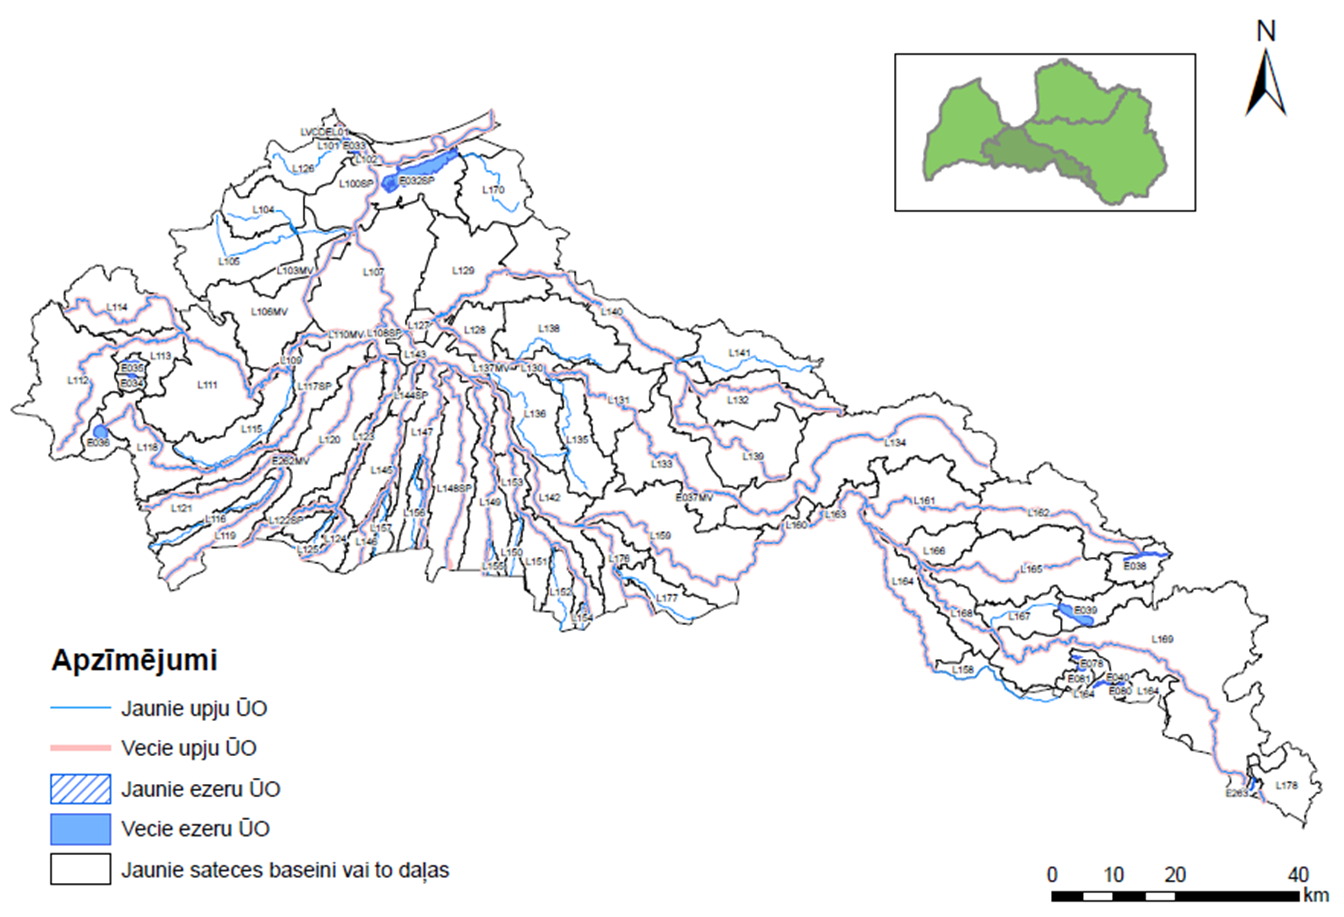 N
LVCDEL01
L101 E033
L102
L126
L100SP
E032SP
L170
L104
L105
L103MV
L107
L129
L114
L106MV
L110MV
L108SP
L127
L128
L138
L140
L141
L113
L109
L143
L137MV
L130
E035
E034
L112
L111
L117SP
L144SP
L136
L131
L132
E036
L118
L115
L120
L123
L147
L135
L134
L133
L139
E262MV
L145
L148SP
L153
L149
L142
E037MV
L121
L116
L119
L122SP
L124
L125
L157
L146
L156
L150
L155
L151
L152
L154
L159
L160
L163
L161
L162
L176
L177
L166
L165
E038
L164
L168
L167
E039
L169
L158
E078
E081
E040
L164
E080
L164
E263
L178
Apzīmējumi
Jaunie upju ŪO
Vecie upju ŪO
Jaunie ezeru ŪO
Vecie ezeru ŪO
Jaunie sateces baseini vai to daļas
0 10 20 40
km